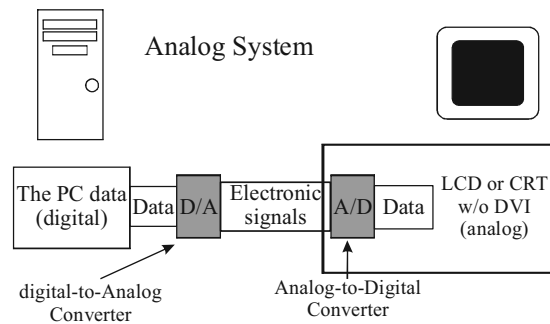 Analog System
The PC data
(digital)
Data
D/A
Electronic
signals
A/D
Data
LCD or CRT
w/o DVI
(analog)
digital-to-Analog
Converter
Analog-to-Digital
Converter